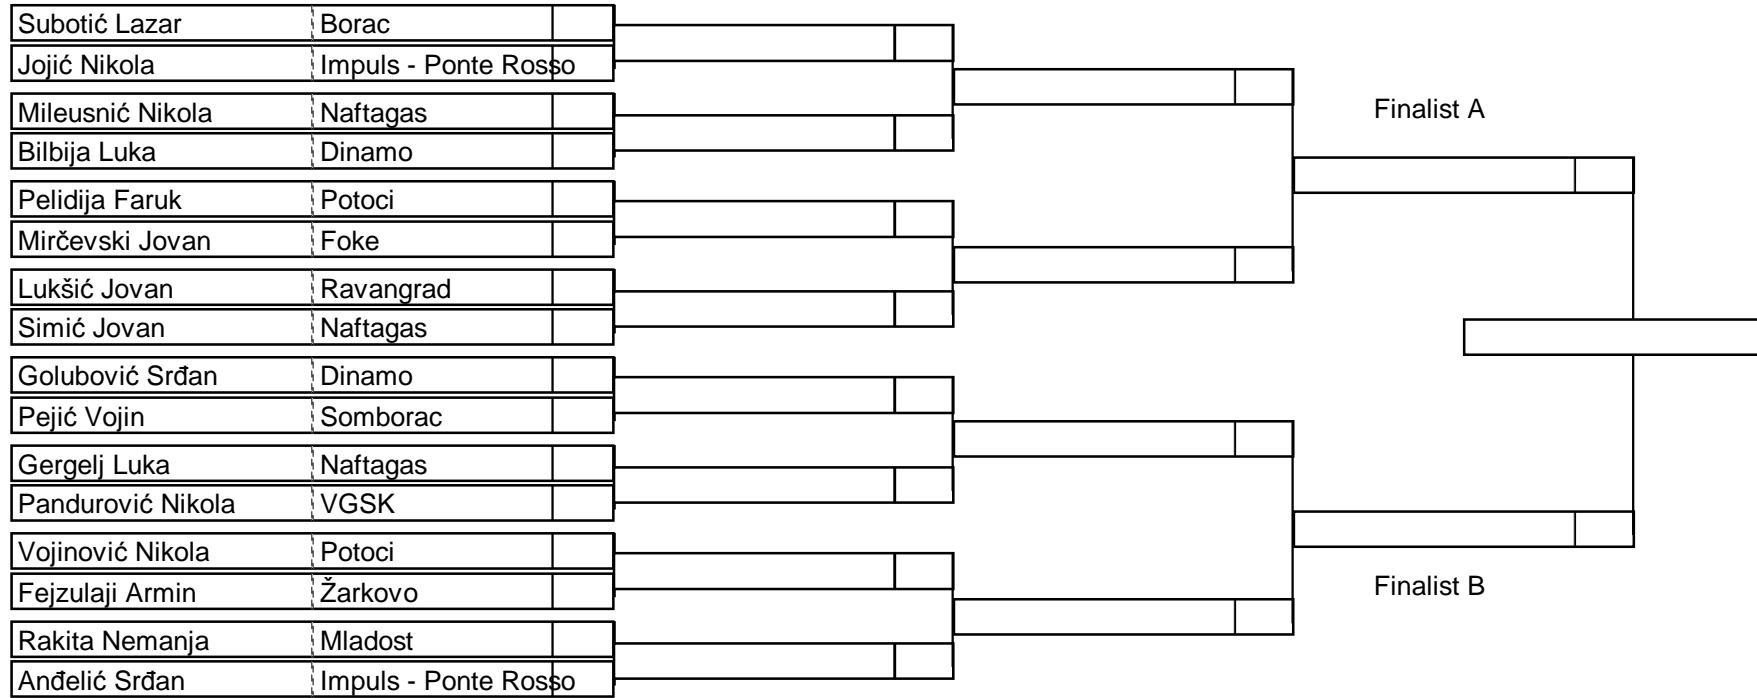 Subotić Lazar Borac
Jojić Nikola Impuls - Ponte Rosso
Mileusnić Nikola Naftagas
Finalist A
Bilbija Luka Dinamo
Pelidija Faruk Potoci
Mirčevski Jovan Foke
Lukšić Jovan Ravangrad
Simić Jovan Naftagas
Golubović Srđan Dinamo
Pejić Vojin Somborac
Gergelj Luka Naftagas
Pandurović Nikola VGSK
Vojinović Nikola Potoci
Fejzulaji Armin Žarkovo
Finalist B
Rakita Nemanja Mladost
Anđelić Srđan Impuls - Ponte Rosso